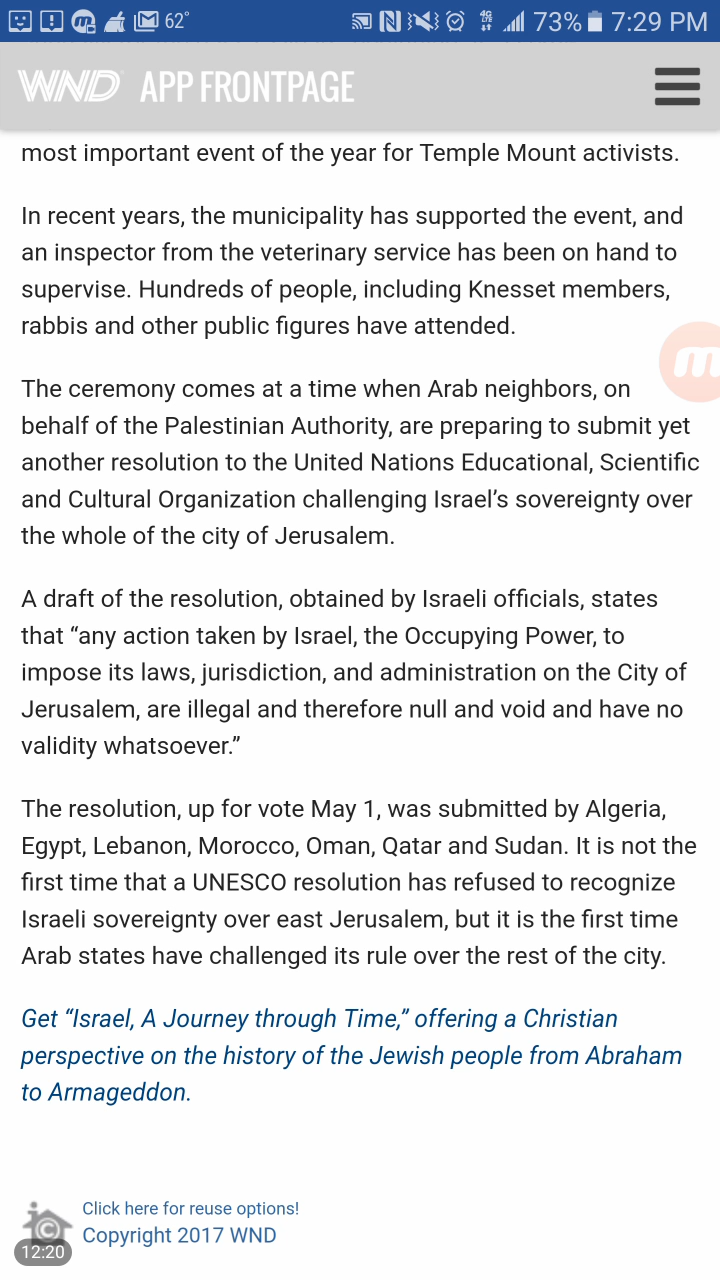 62° 4G LTE 73% 7:29 PM
WND APP FRONTPAGE
most important event of the year for Temple Mount activists.
In recent years, the municipality has supported the event, and
an inspector from the veterinary service has been on hand to
supervise. Hundreds of people, including Knesset members,
rabbis and other public figures have attended.
The ceremony comes at a time when Arab neighbors, on
behalf of the Palestinian Authority, are preparing to submit yet
another resolution to the United Nations Educational, Scientific
and Cultural Organization challenging Israel’s sovereignty over
the whole of the city of Jerusalem.
A draft of the resolution, obtained by Israeli officials, states
that “any action taken by Israel, the Occupying Power, to
impose its laws, jurisdiction, and administration on the City of
Jerusalem, are illegal and therefore null and void and have no
validity whatsoever.”
The resolution, up for vote May 1, was submitted by Algeria,
Egypt, Lebanon, Morocco, Oman, Qatar and Sudan. It is not the
first time that a UNESCO resolution has refused to recognize
Israeli sovereignty over east Jerusalem, but it is the first time
Arab states have challenged its rule over the rest of the city.
Get “Israel, A Journey through Time,” offering a Christian
perspective on the history of the Jewish people from Abraham
to Armageddon.
Click here for reuse options!
Copyright 2017 WND
12:20